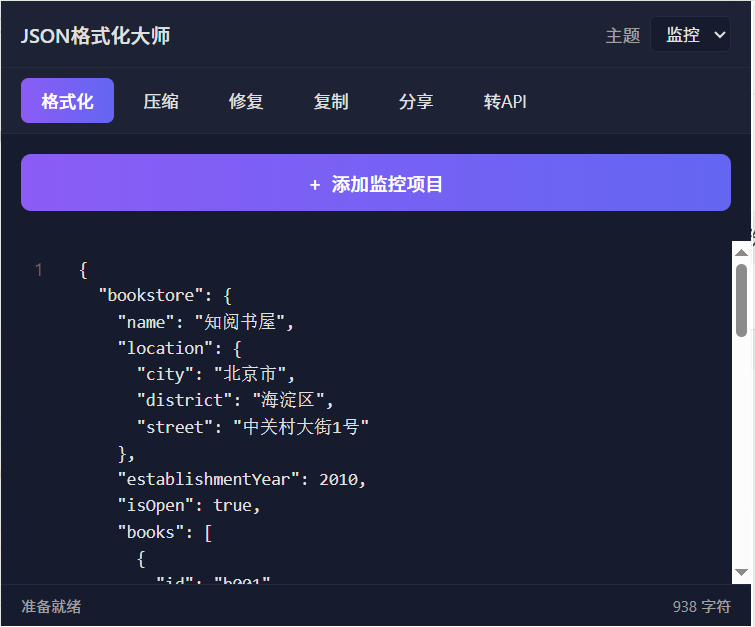 JSON格式化大师
主题 监控
格式化 压缩 修复 复制 分享 转API
+ 添加监控项目
1 {
"bookstore": {
"name": "知阅书屋",
"location": {
"city": "北京市",
"district": "海淀区",
"street": "中关村大街1号"
},
"establishmentYear": 2010,
"isOpen": true,
"books": [
{
"id": "b001"
准备就绪 938 字符